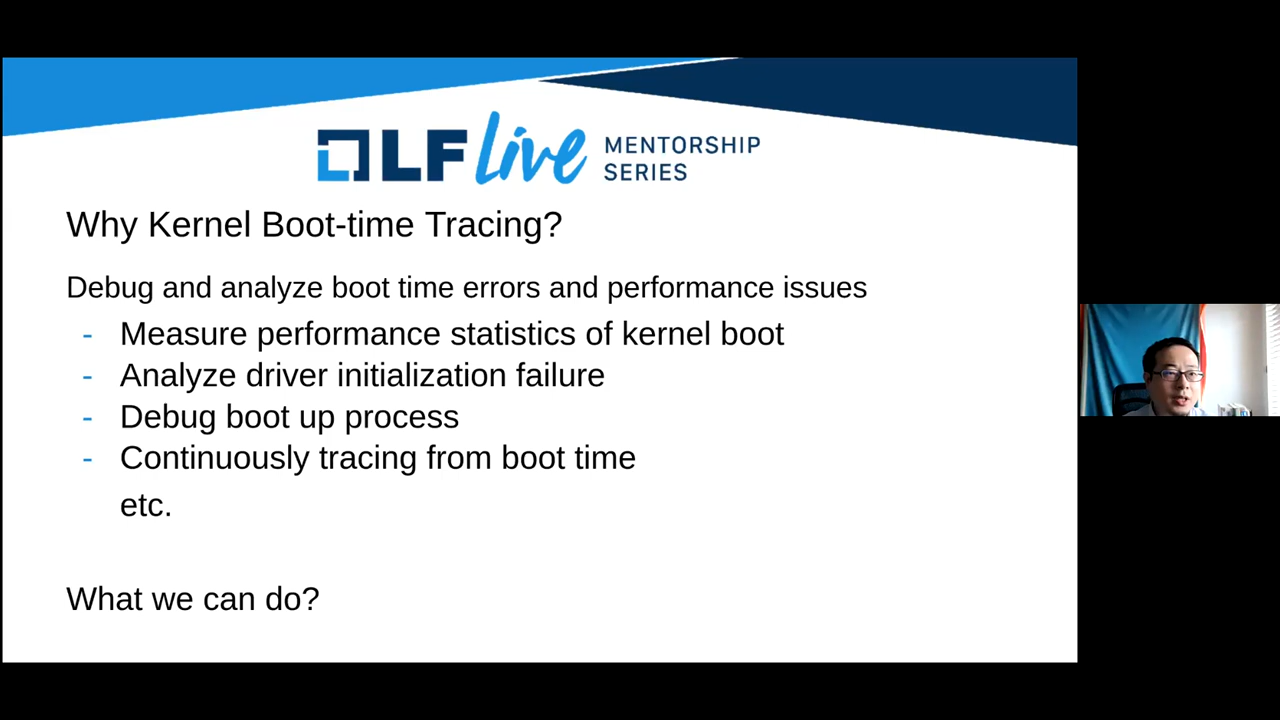 LF Live MENTORSHIP
SERIES
Why Kernel Boot-time Tracing?
Debug and analyze boot time errors and performance issues
- Measure performance statistics of kernel boot
- Analyze driver initialization failure
- Debug boot up process
- Continuously tracing from boot time
etc.
What we can do?